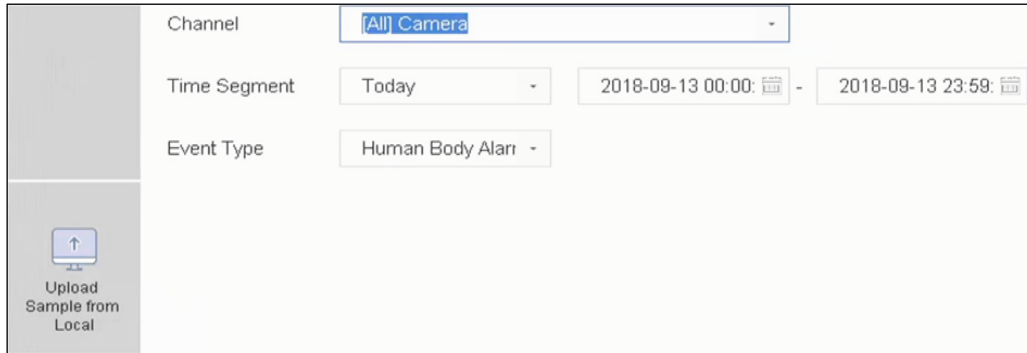 Channel [All] Camera
Time Segment Today 2018-09-13 00:00: - 2018-09-13 23:59:
Event Type Human Body Alarr
Upload
Sample from
Local